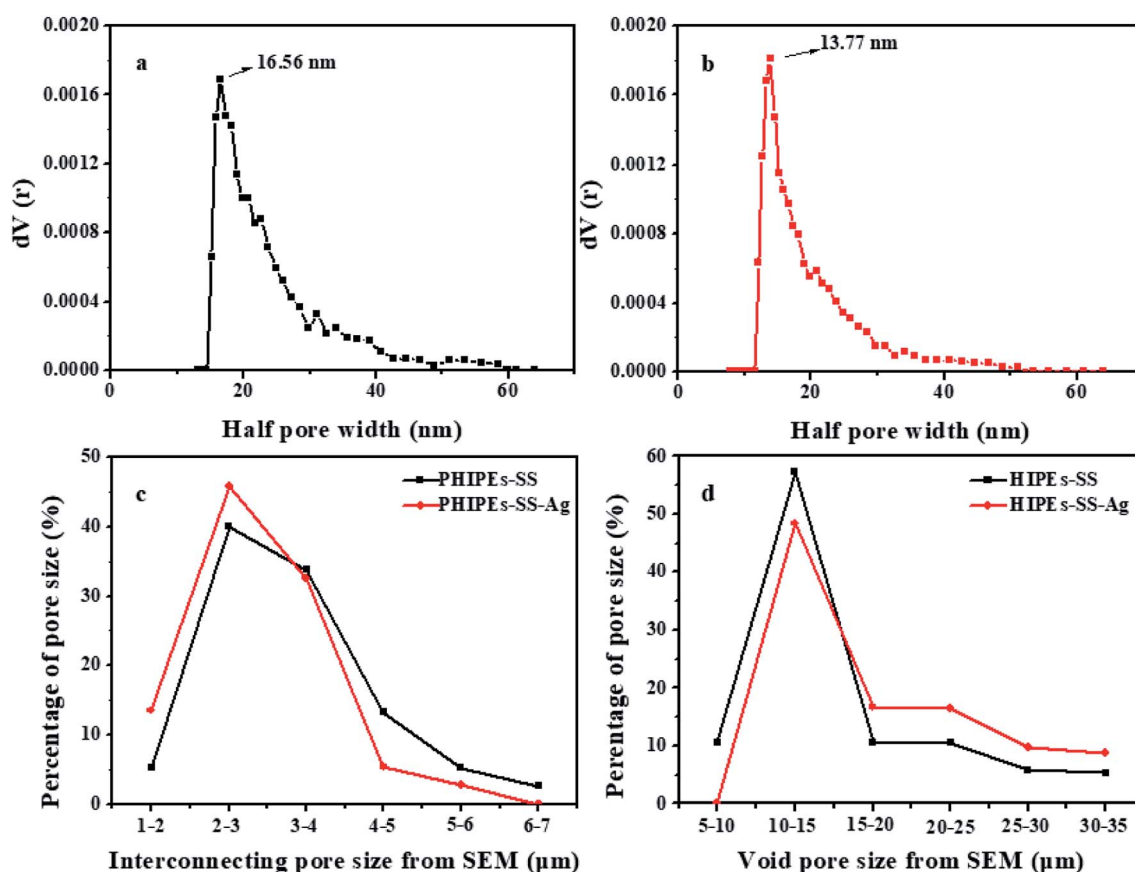 0.0020
0.0016
0.0012
0.0008
0.0004
0.0000
dV (r)
a
16.56 nm
0
20
40
60
Half pore width (nm)
0.0020
0.0016
0.0012
0.0008
0.0004
0.0000
dV (r)
b
13.77 nm
0
20
40
60
Half pore width (nm)
50
40
30
20
10
0
Percentage of pore size (%)
c
PHIPEs-SS
PHIPEs-SS-Ag
1-2
2-3
3-4
4-5
5-6
6-7
Interconnecting pore size from SEM (μm)
60
50
40
30
20
10
0
Perentage of pore size (%)
d
HIPEs-SS
HIPEs-SS-Ag
5-10
10-15
15-20
20-25
25-30
30-35
Void pore size from SEM (μm)